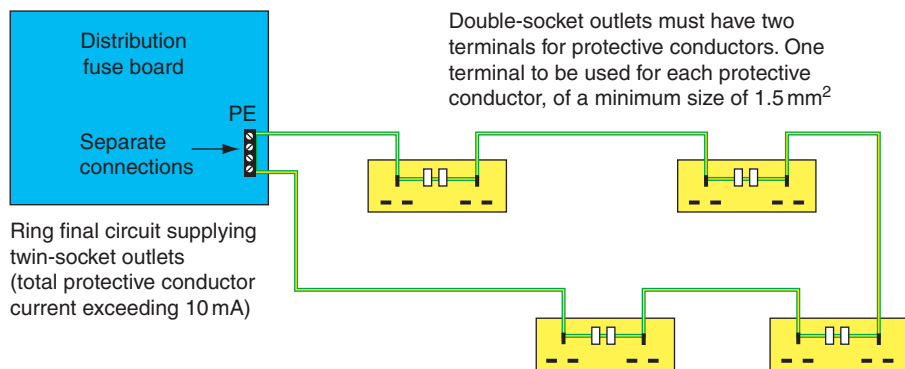 Distribution
fuse board
PE
Separate
connections
Double-socket outlets must have two
terminals for protective conductors. One
terminal to be used for each protective
conductor, of a minimum size of 1.5 mm²
Ring final circuit supplying
twin-socket outlets
(total protective conductor
current exceeding 10 mA)